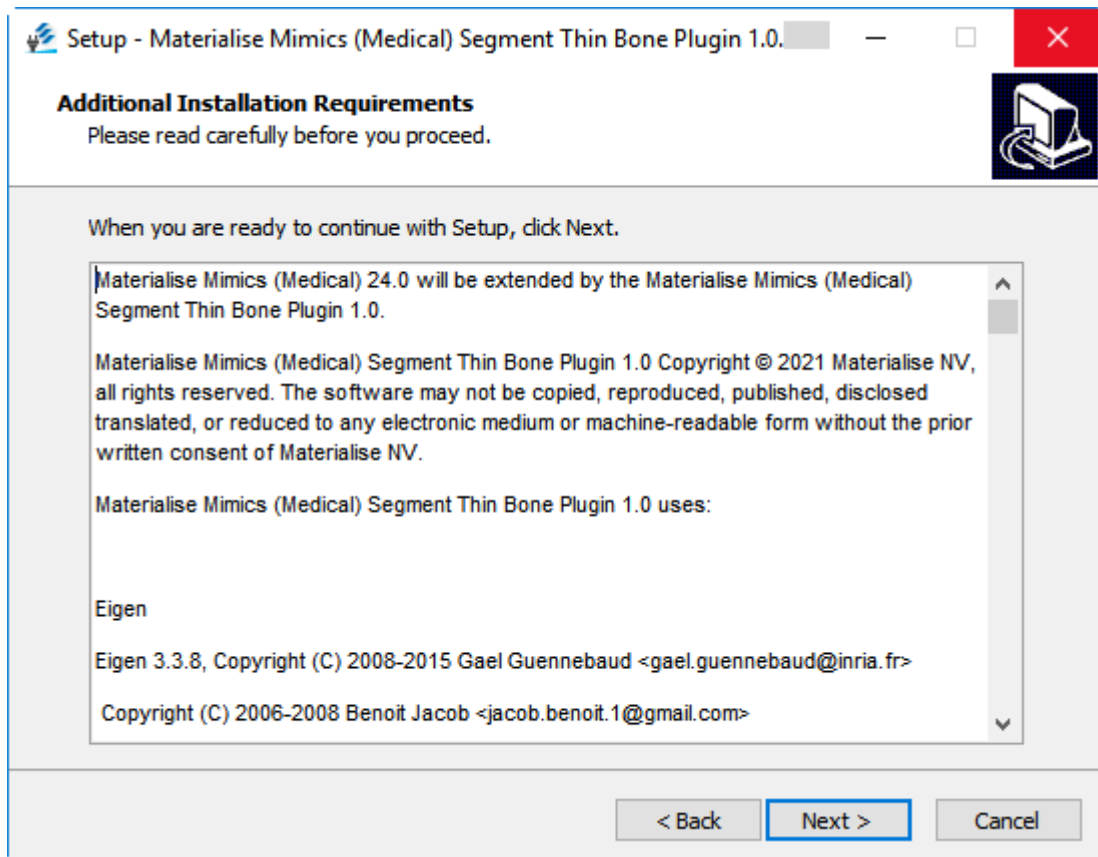 Setup - Materialise Mimics (Medical) Segment Thin Bone Plugin 1.0.
Additional Installation Requirements
Please read carefully before you proceed.
When you are ready to continue with Setup, click Next.
Materialise Mimics (Medical) 24.0 will be extended by the Materialise Mimics (Medical)
Segment Thin Bone Plugin 1.0.
Materialise Mimics (Medical) Segment Thin Bone Plugin 1.0 Copyright © 2021 Materialise NV,
all rights reserved. The software may not be copied, reproduced, published, disclosed
translated, or reduced to any electronic medium or machine-readable form without the prior
written consent of Materialise NV.
Materialise Mimics (Medical) Segment Thin Bone Plugin 1.0 uses:
Eigen
Eigen 3.3.8, Copyright (C) 2008-2015 Gael Guennebaud <gael.guennebaud@inria.fr>
Copyright (C) 2006-2008 Benoit Jacob <jacob.benoit.1@gmail.com>
< Back Next > Cancel